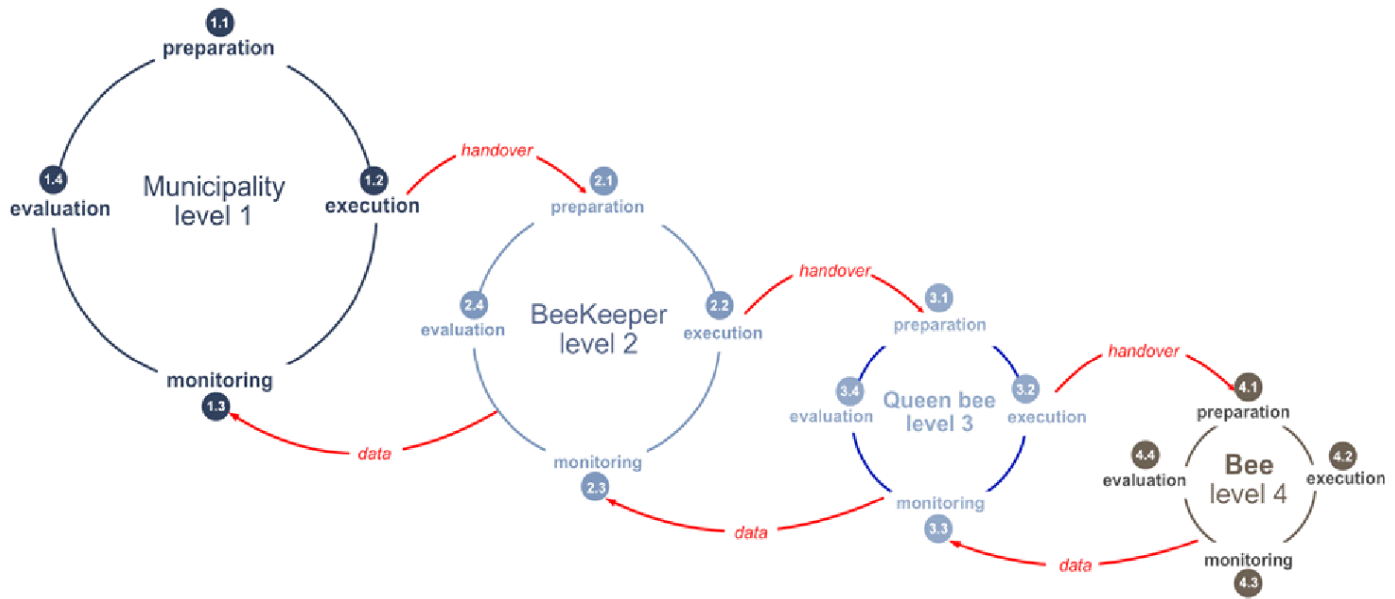 1.1
preparation
1.4
evaluation
Municipality
level 1
1.2
execution
monitoring
1.3
handover
data
2.1
preparation
2.4
evaluation
BeeKeeper
level 2
2.2
execution
monitoring
2.3
handover
data
3.1
preparation
3.4
evaluation
Queen bee
level 3
3.2
execution
monitoring
3.3
handover
data
4.1
preparation
4.4
evaluation
Bee
level 4
4.2
execution
monitoring
4.3